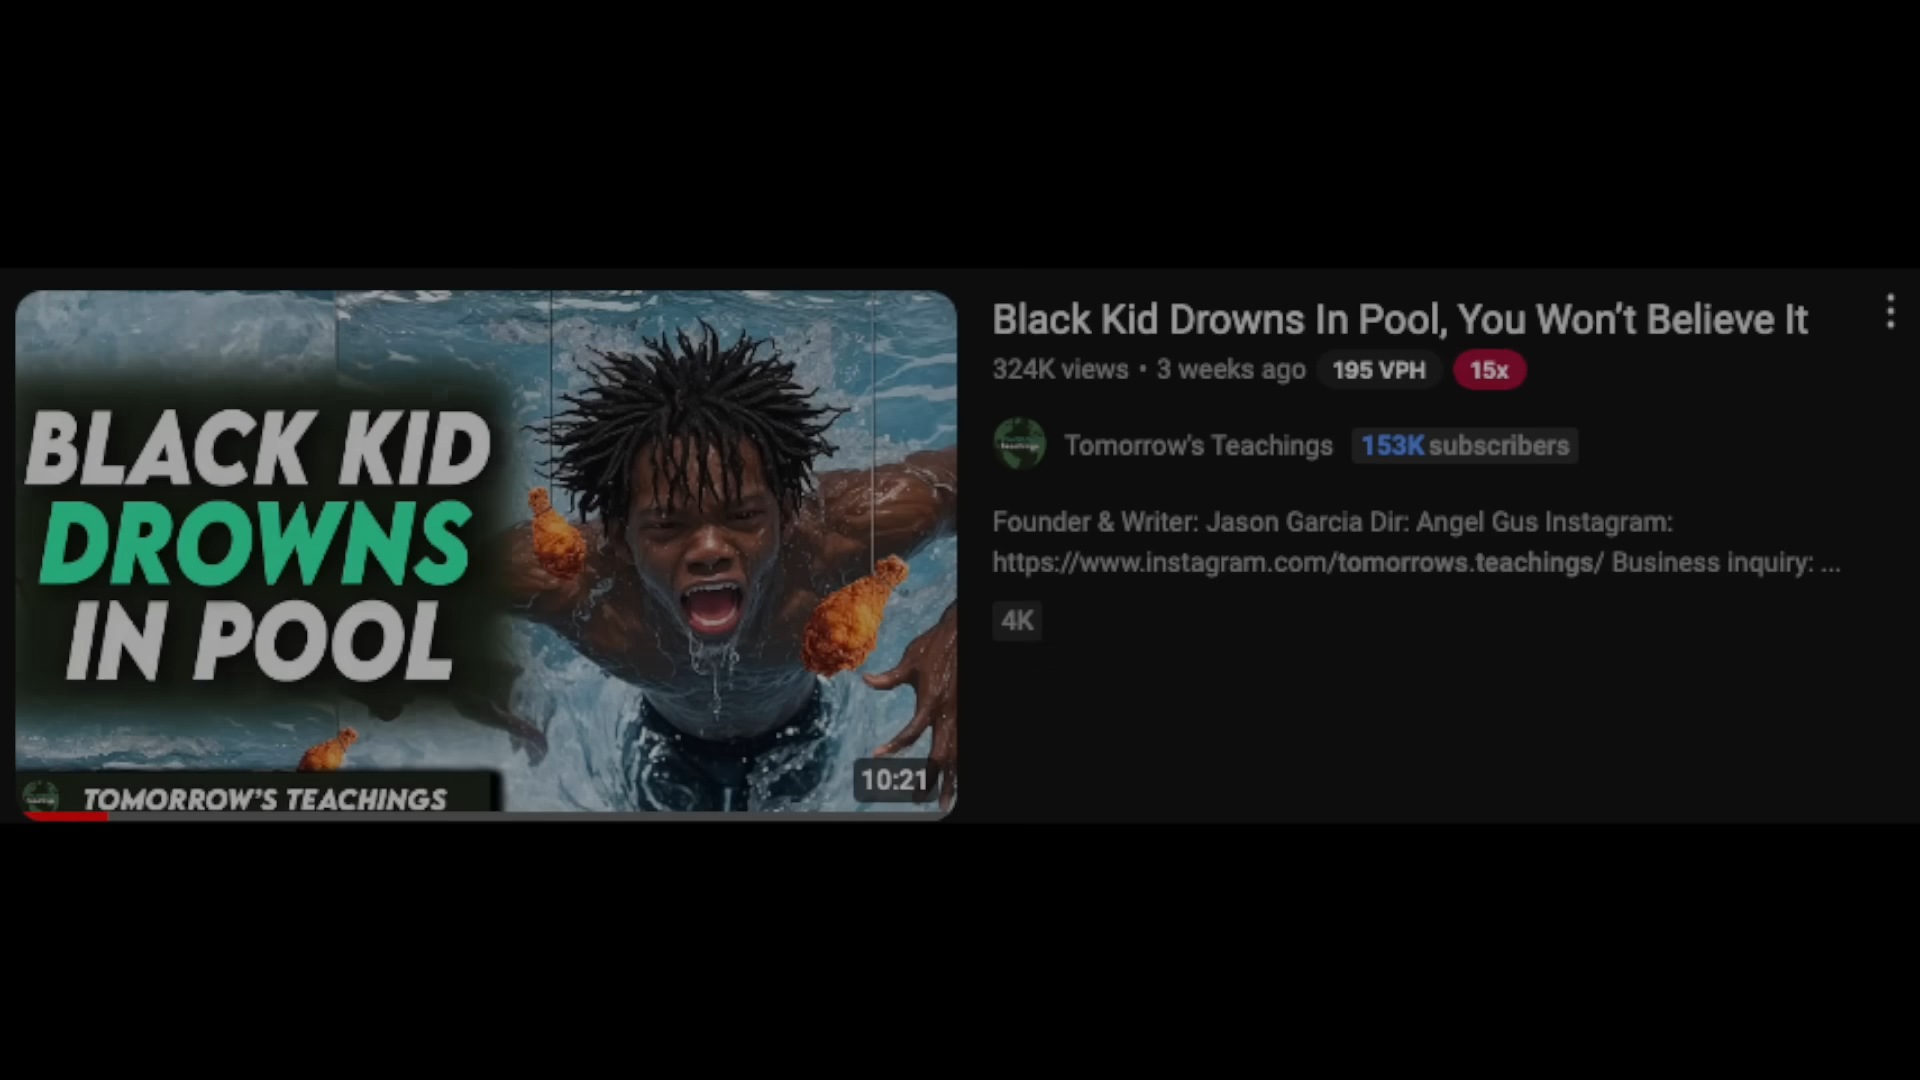 BLACK KID
DROWNS
IN POOL
TOMORROW'S TEACHINGS
10:21
Black Kid Drowns In Pool, You Won't Believe It
324K views • 3 weeks ago 195 VPH 15x
Tomorrow's Teachings 153K subscribers
Founder & Writer: Jason Garcia Dir: Angel Gus Instagram:
https://www.instagram.com/tomorrows.teachings/ Business inquiry: ...
4K